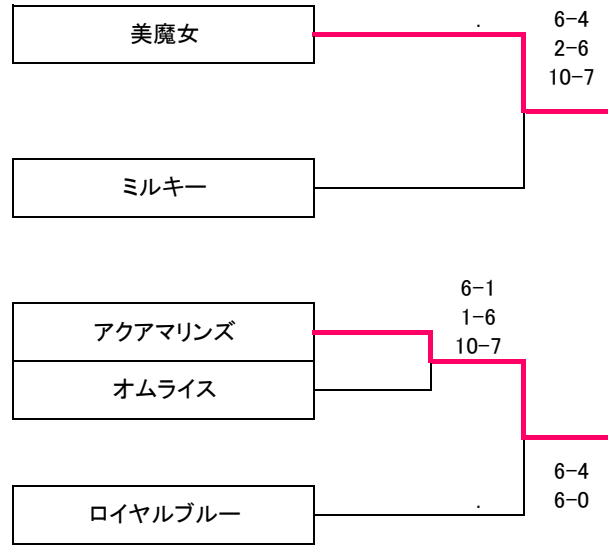 美魔女
6-4
2-6
10-7
ミルキー
6-1
1-6
10-7
アクアマリンズ
オムライス
6-4
6-0
ロイヤルブルー